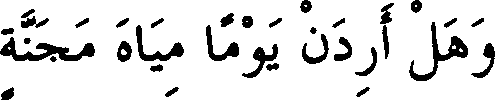 وَهَلْ أَرِدَنْ يَوْمًا مِيَاهَ مَجَنَّةٍ